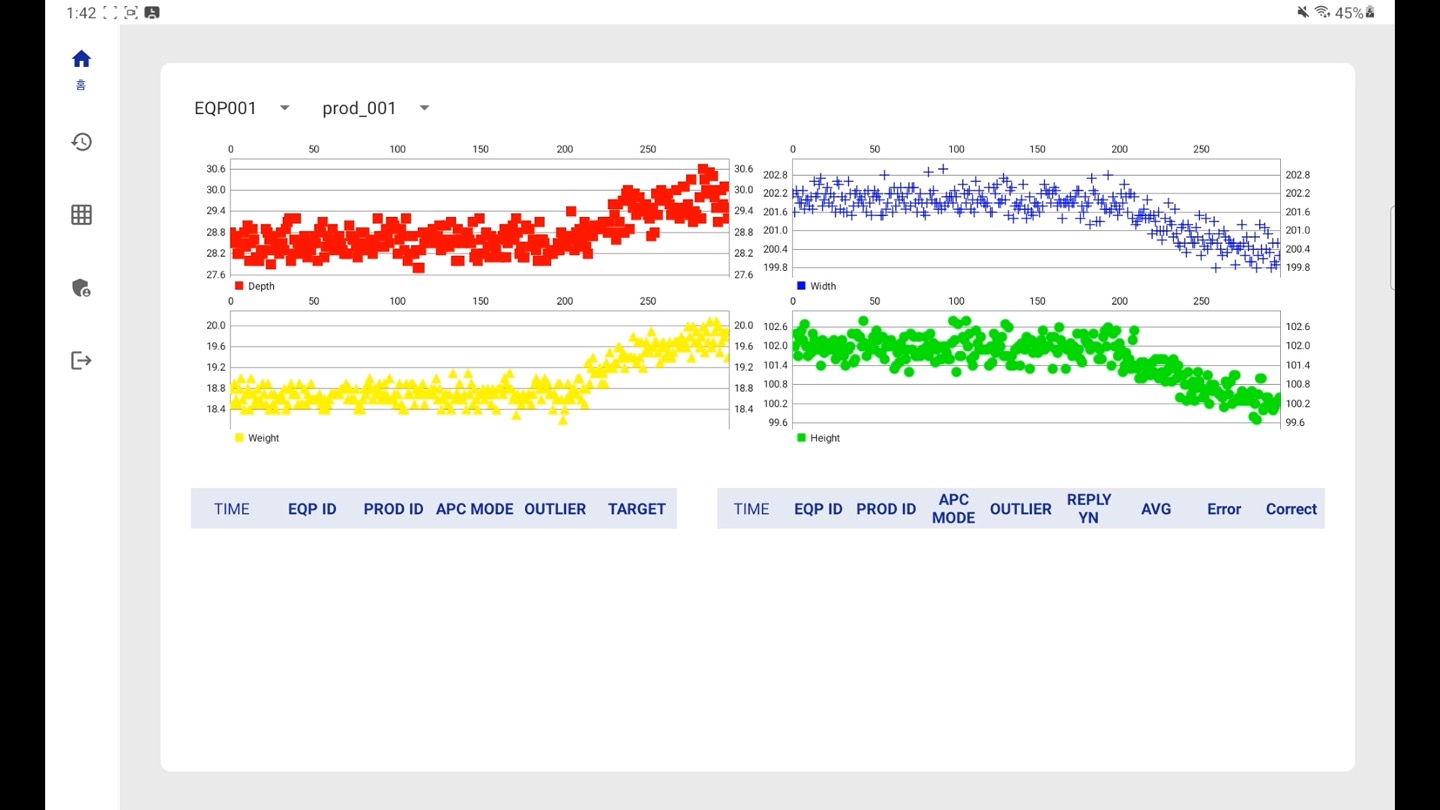 1:42
45%
홈
EQP001 prod_001
0 50 100 150 200 250
30.6 30.6
30.0 30.0
29.4 29.4
28.8 28.8
28.2 28.2
27.6 27.6
Depth
0 50 100 150 200 250
202.8 202.8
202.2 202.2
201.6 201.6
201.0 201.0
200.4 200.4
199.8 199.8
Width
0 50 100 150 200 250
20.0 20.0
19.6 19.6
19.2 19.2
18.8 18.8
18.4 18.4
Weight
0 50 100 150 200 250
102.6 102.6
102.0 102.0
101.4 101.4
100.8 100.8
100.2 100.2
99.6 99.6
Height
TIME EQP ID PROD ID APC MODE OUTLIER TARGET
TIME EQP ID PROD ID APC MODE OUTLIER REPLY YN AVG Error Correct